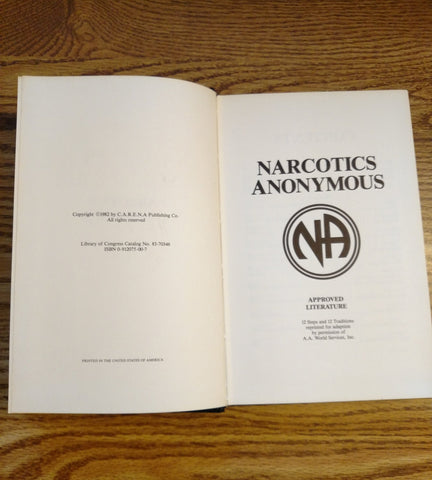 Copyright ©1982 by C.A.R.E.N.A Publishing Co.
All rights reserved
Library of Congress Catalog No. 83-70346
ISBN 0-912075-00-7
PRINTED IN THE UNITED STATES OF AMERICA
NARCOTICS
ANONYMOUS
NA
APPROVED
LITERATURE
12 Steps and 12 Traditions
reprinted for adaption
by permission of
A.A. World Services, Inc.